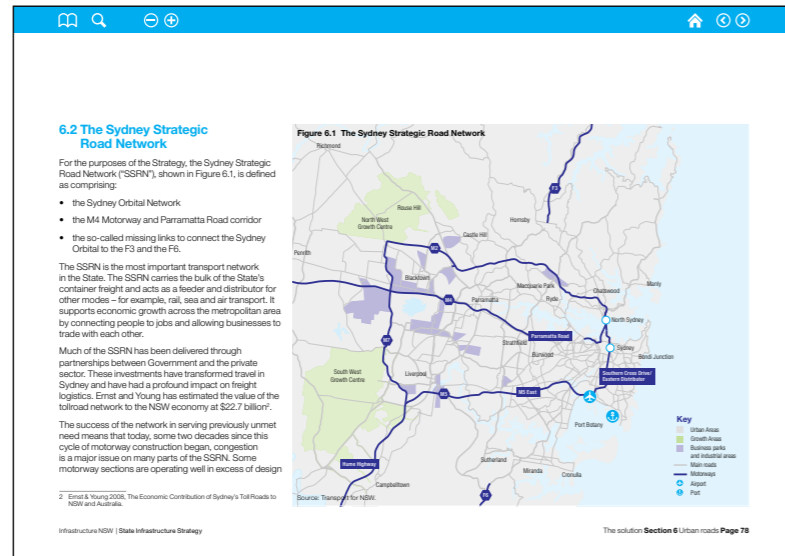 6.2 The Sydney Strategic
Road Network
For the purposes of the Strategy, the Sydney Strategic
Road Network ("SSRN"), shown in Figure 6.1, is defined
as comprising:
• the Sydney Orbital Network
• the M4 Motorway and Parramatta Road corridor
• the so-called missing links to connect the Sydney
Orbital to the F3 and the F6.
The SSRN is the most important transport network
in the State. The SSRN carries the bulk of the State's
container freight and acts as a feeder and distributor for
other modes – for example, rail, sea and air transport. It
supports economic growth across the metropolitan area
by connecting people to jobs and allowing businesses to
trade with each other.
Much of the SSRN has been delivered through
partnerships between Government and the private
sector. These investments have transformed travel in
Sydney and have had a profound impact on freight
logistics. Ernst and Young has estimated the value of the
tollroad network to the NSW economy at $22.7 billion².
The success of the network in serving previously unmet
need means that today, some two decades since this
cycle of motorway construction began, congestion
is a major issue on many parts of the SSRN. Some
motorway sections are operating well in excess of design
2 Ernst & Young 2008, The Economic Contribution of Sydney's Toll Roads to
NSW and Australia.
Figure 6.1 The Sydney Strategic Road Network
Richmond
F3
Rouse Hill
North West
Growth Centre
Hornsby
Castle Hill
Penrith
M2
Blacktown
Macquarie Park
Chatswood
Manly
M4
Parramatta
Ryde
North Sydney
Parramatta Road
M7
Strathfield
Sydney
Burwood
Bondi Junction
South West
Growth Centre
Liverpool
Southern Cross Drive/
Eastern Distributor
M5
M5 East
Port Botany
Hume Highway
Sutherland
Miranda
Cronulla
Campbelltown
F6
Source: Transport for NSW.
Key
Urban Areas
Growth Areas
Business parks
and industrial areas
Main roads
Motorways
Airport
Port
Infrastructure NSW | State Infrastructure Strategy
The solution Section 6 Urban roads Page 78